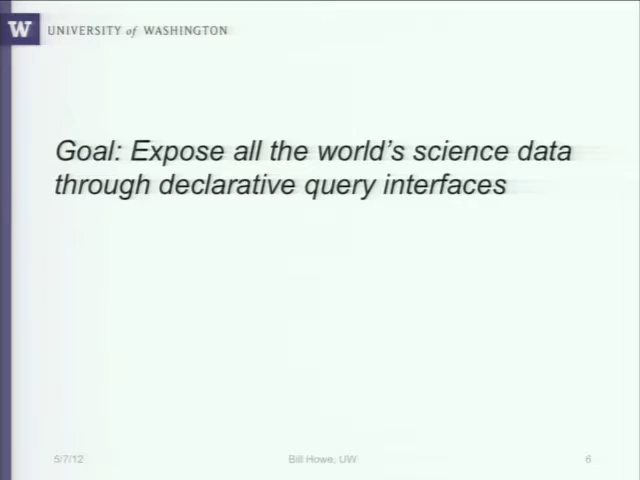 W UNIVERSITY of WASHINGTON
Goal: Expose all the world's science data
through declarative query interfaces
5/7/12 Bill Howe, UW 6